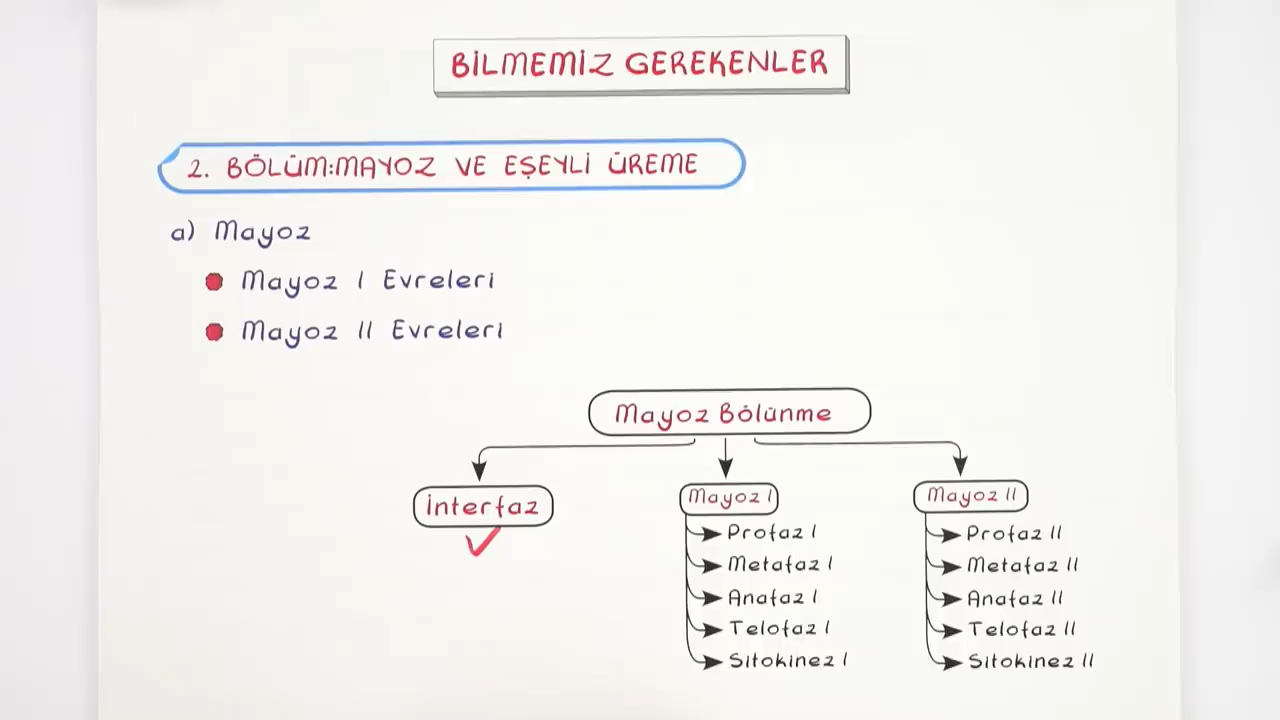 BİLMEMİZ GEREKENLER
2. BÖLÜM:MAYOZ VE EŞEYLİ ÜREME
a) Mayoz
Mayoz I Evreleri
Mayoz II Evreleri
Mayoz Bölünme
İnterfaz
Mayoz I
Profaz I
Metafaz I
Anafaz I
Telofaz I
Sitokinez I
Mayoz II
Profaz II
Metafaz II
Anafaz II
Telofaz II
Sitokinez II